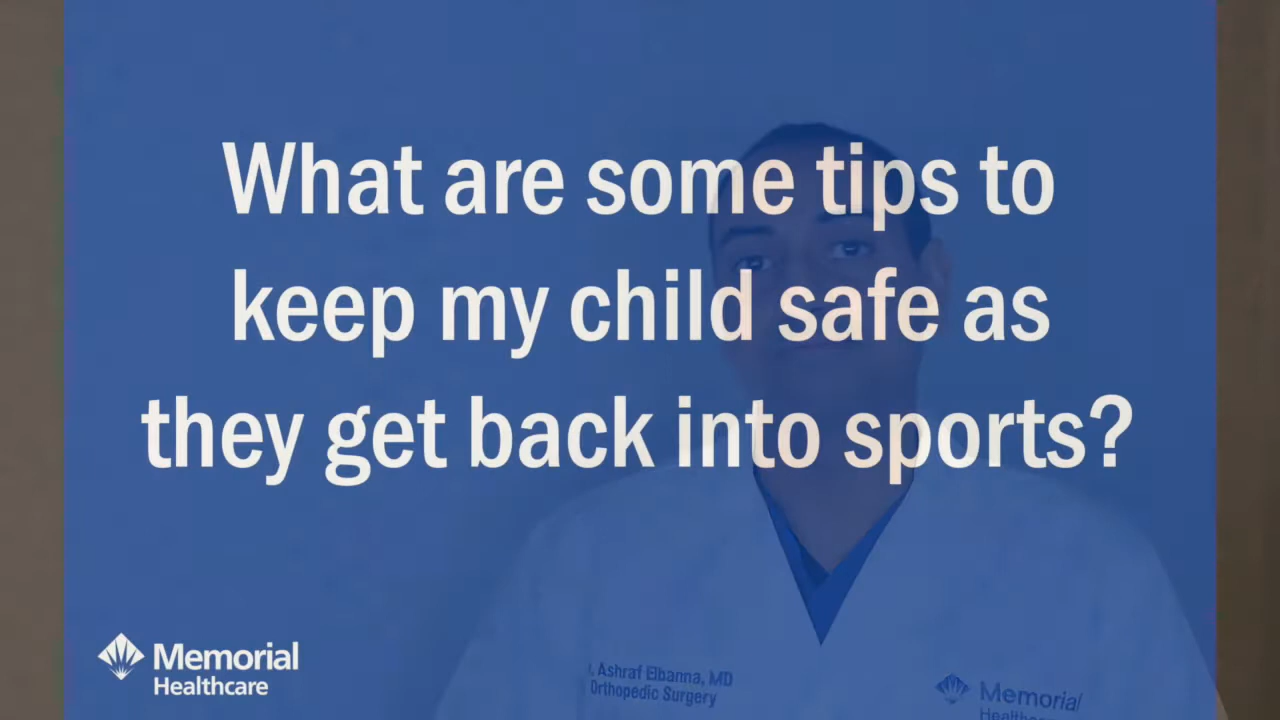 What are some tips to
keep my child safe as
they get back into sports?
Memorial
Healthcare
Ashraf Elbanna, MD
Orthopedic Surgery
Memorial